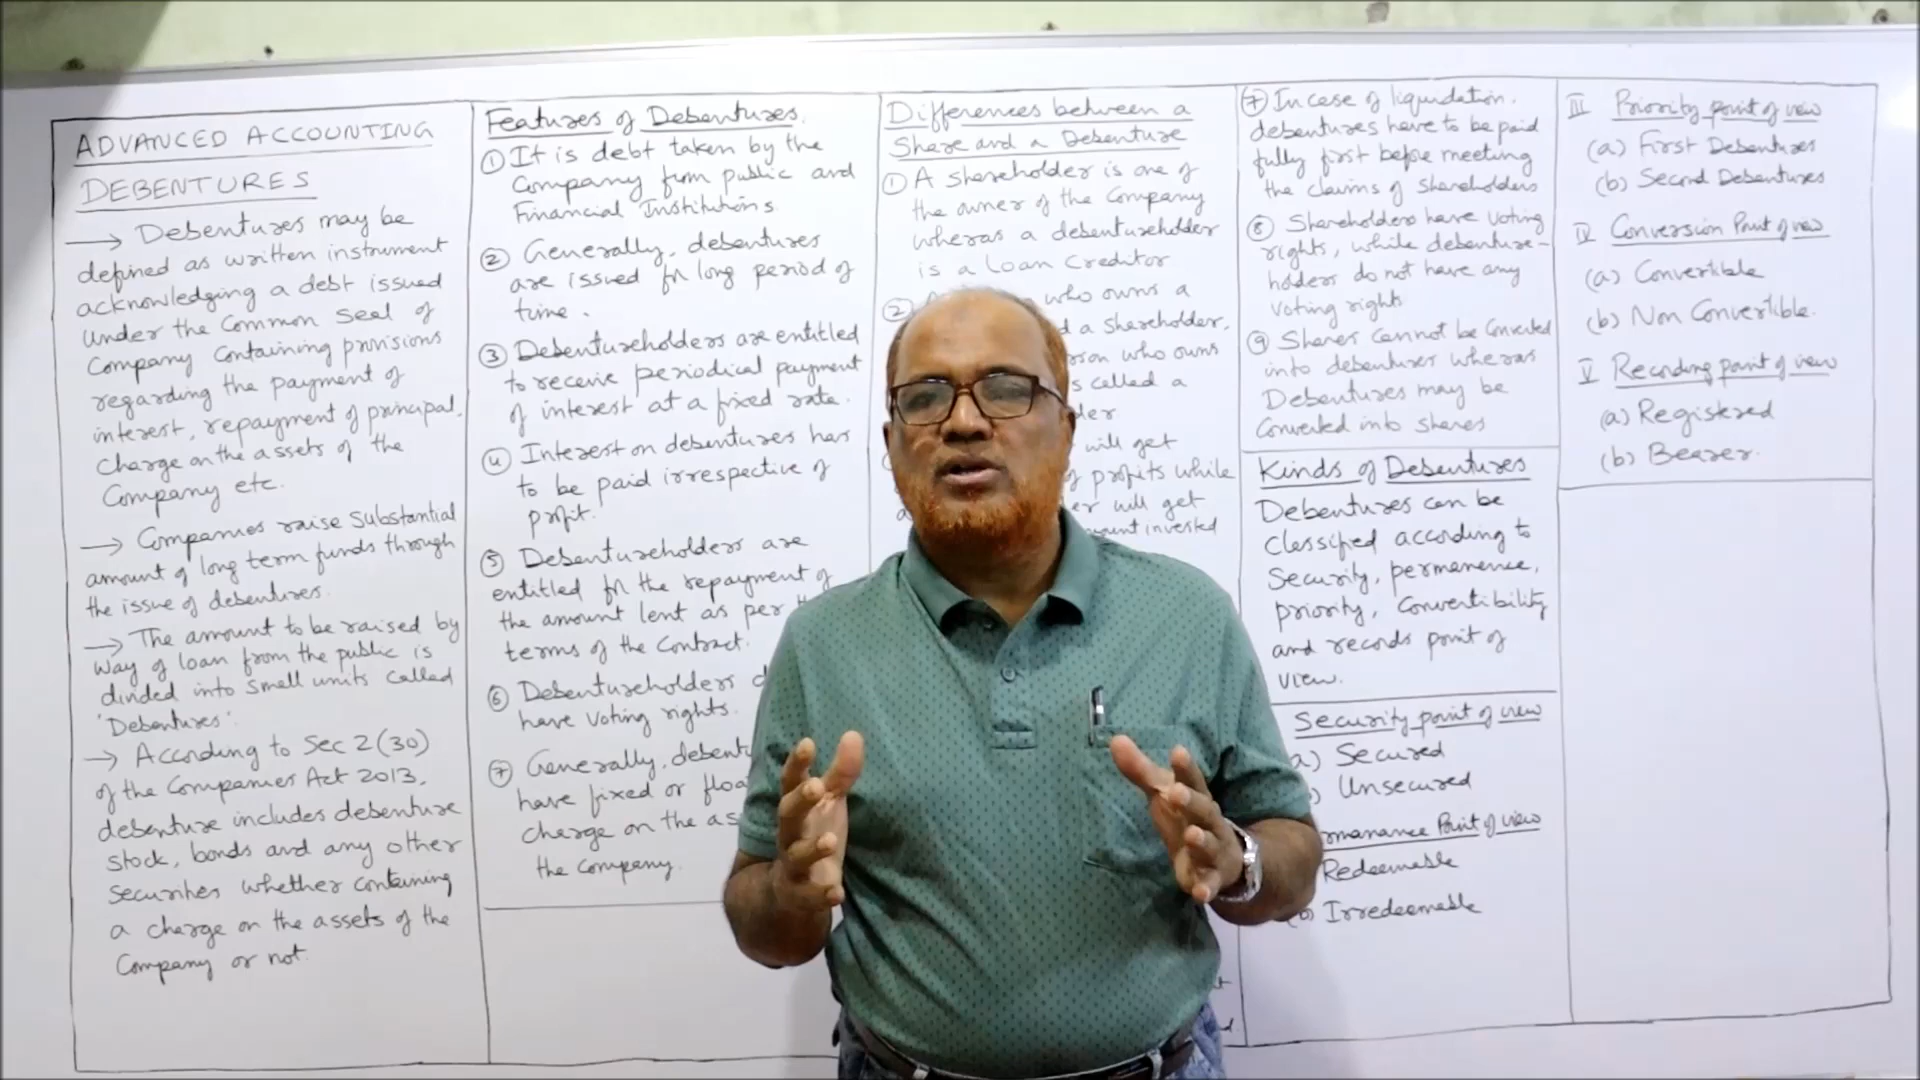 ADVANCED ACCOUNTING
DEBENTURES
→ Debentures may be
defined as written instrument
acknowledging a debt issued
under the Common Seal of
Company Containing provisions
regarding the payment of
interest, repayment of principal,
Charge on the assets of the
Company etc.
→ Companies raise substantial
amount of long term funds through
the issue of debentures.
→ The amount to be raised by
way of loan from the public is
divided into small units called
'Debentures'.
→ According to Sec 2(30)
of the Companies Act 2013,
debenture includes debenture
stock, bonds and any other
securities whether containing
a charge on the assets of the
Company or not.
Features of Debentures.
① It is debt taken by the
Company from public and
Financial Institutions.
② Generally, debentures
are issued for long period of
time.
③ Debentureholders are entitled
to receive periodical payment
of interest at a fixed rate.
④ Interest on debentures has
to be paid irrespective of
profit.
⑤ Debentureholders are
entitled for the repayment of
the amount lent as per
terms of the Contract.
⑥ Debentureholders
have voting rights.
⑦ Generally,
have fixed or
charge on the
the Company.
Differences between a
Share and a Debenture
① A shareholder is one of
the owner of the Company
wheras a debentureholder
is a Loan Creditor
② who owns a
a Shareholder,
who owns
called a
will get
profits while
will get
invested
⑦ In case of liquidation.
debentures have to be paid
fully first before meeting
the claims of shareholders
⑧ Shareholders have voting
rights, while debenture-
holders do not have any
voting rights
⑨ Shares cannot be converted
into debentures wheras
Debentures may be
Converted into shares
Kinds of Debentures
Debentures can be
classified according to
security, permanence,
priority, Convertibility
and records point of
view.
Security point of view
a) Secured
Unsecured
Point of view
Redeemable
(b) Irredeemable
III Priority point of view
(a) First Debentures
(b) Second Debentures
IV Conversion Point of view
(a) Convertible
(b) Non Convertible.
V Recording point of view
(a) Registered
(b) Bearer.